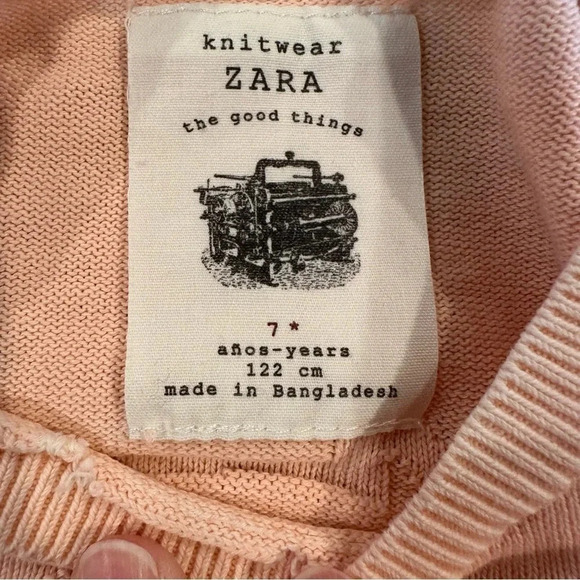 knitwear
ZARA
the good things
7 *
años-years
122 cm
made in Bangladesh